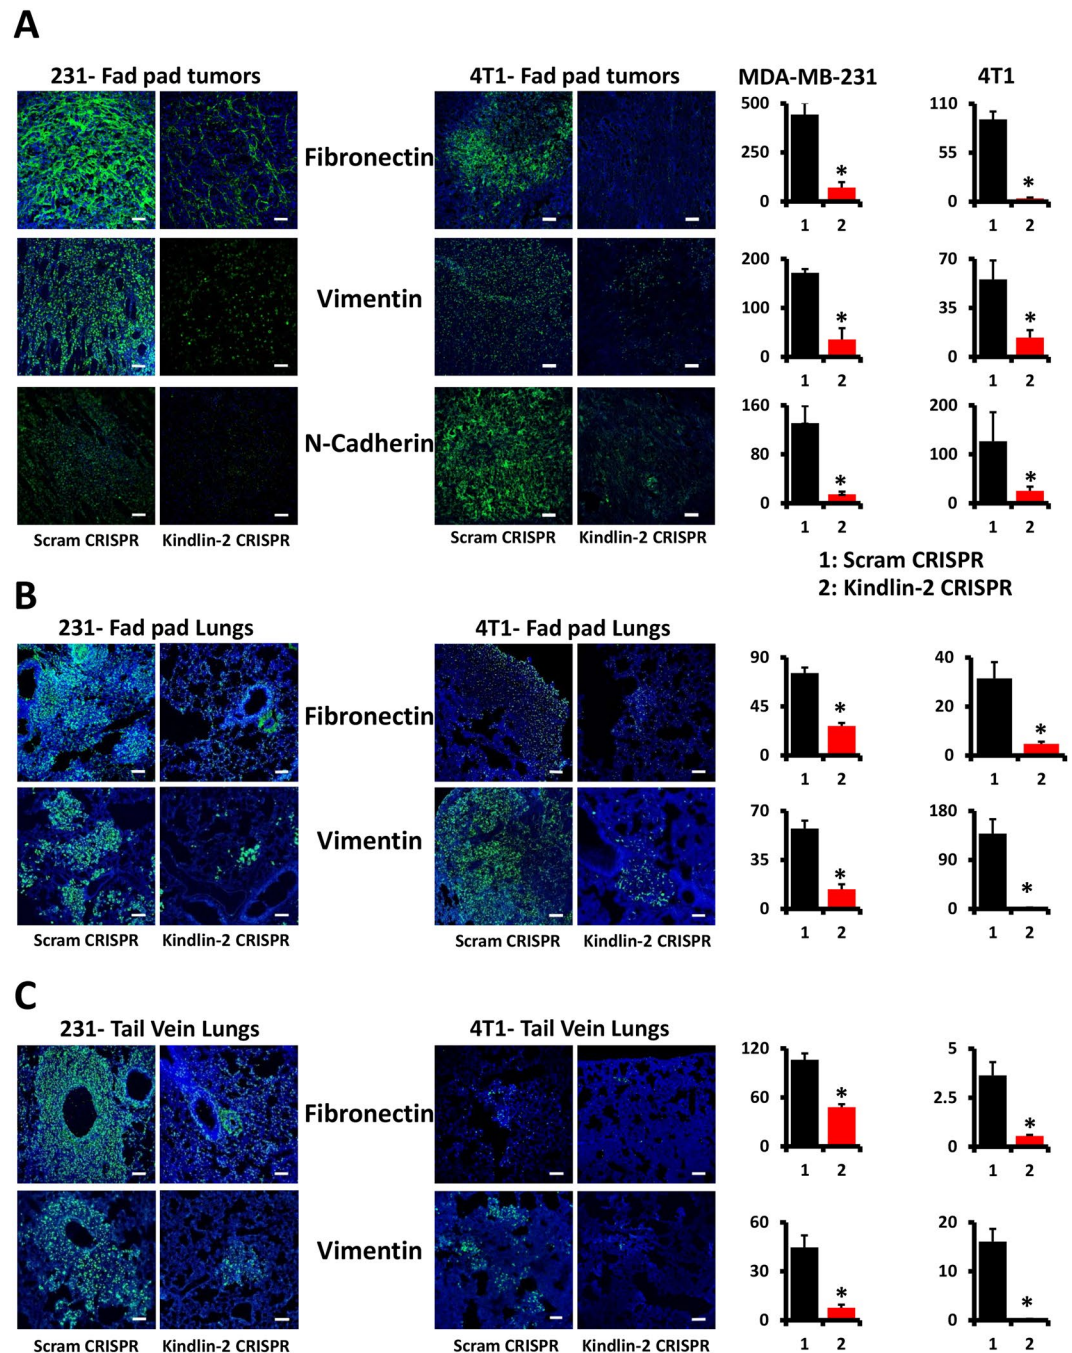 A
231- Fad pad tumors
4T1- Fad pad tumors
MDA-MB-231
4T1
Fibronectin
500
250
0
*
1 2
110
55
0
*
1 2
Vimentin
200
100
0
*
1 2
70
35
0
*
1 2
N-Cadherin
160
80
0
*
1 2
200
100
0
*
1 2
Scram CRISPR
Kindlin-2 CRISPR
Scram CRISPR
Kindlin-2 CRISPR
1: Scram CRISPR
2: Kindlin-2 CRISPR
B
231- Fad pad Lungs
4T1- Fad pad Lungs
Fibronectin
90
45
0
*
1 2
40
20
0
*
1 2
Vimentin
70
35
0
*
1 2
180
90
0
*
1 2
Scram CRISPR
Kindlin-2 CRISPR
Scram CRISPR
Kindlin-2 CRISPR
C
231- Tail Vein Lungs
4T1- Tail Vein Lungs
Fibronectin
120
60
0
*
1 2
5
2.5
0
*
1 2
Vimentin
60
30
0
*
1 2
20
10
0
*
1 2
Scram CRISPR
Kindlin-2 CRISPR
Scram CRISPR
Kindlin-2 CRISPR